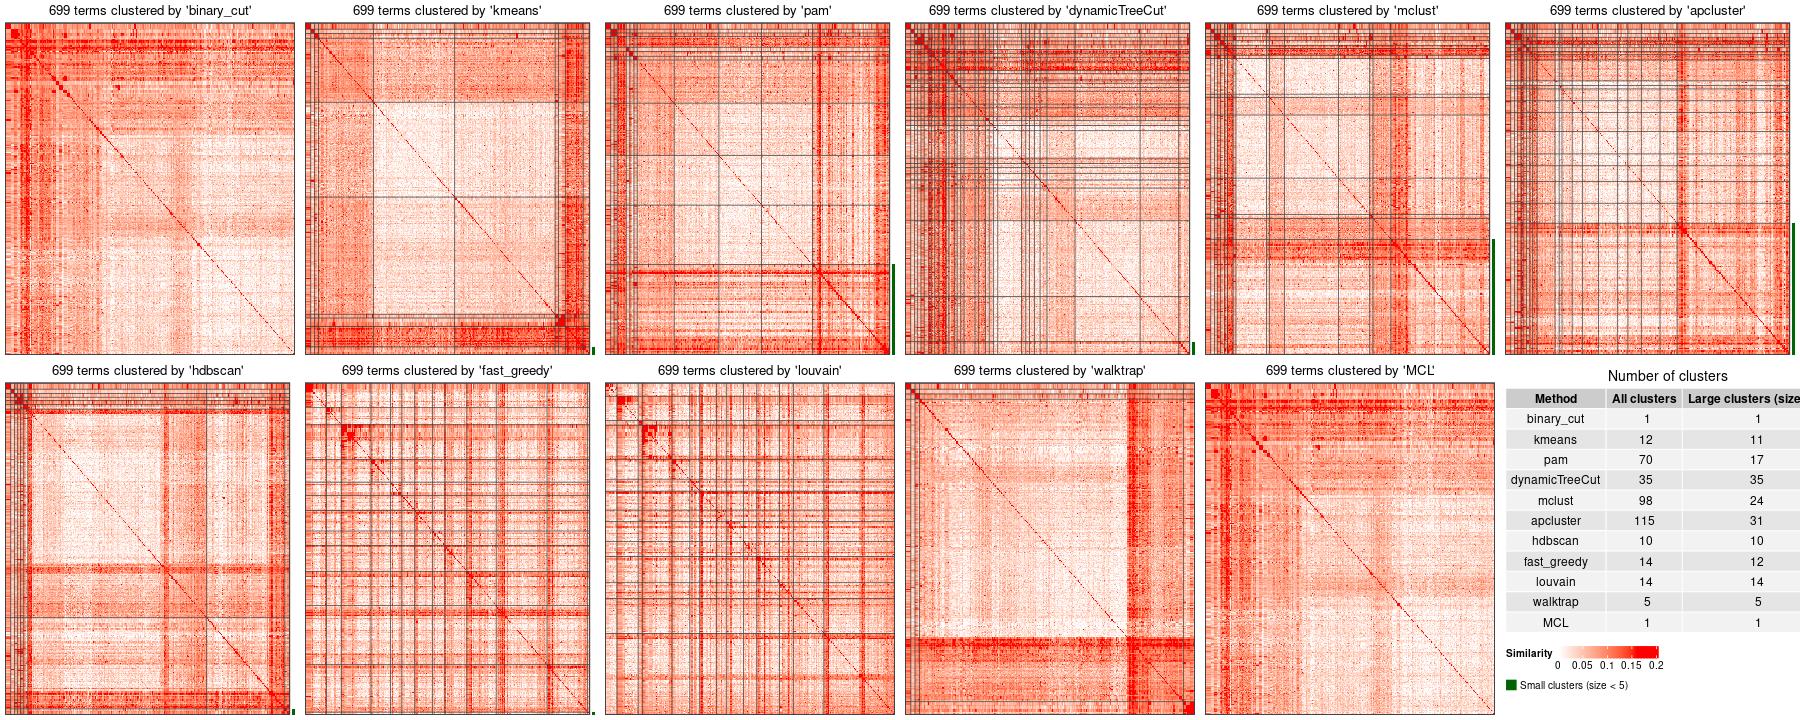 699 terms clustered by 'binary_cut'
699 terms clustered by 'kmeans'
699 terms clustered by 'pam'
699 terms clustered by 'dynamicTreeCut'
699 terms clustered by 'mclust'
699 terms clustered by 'apcluster'
699 terms clustered by 'hdbscan'
699 terms clustered by 'fast_greedy'
699 terms clustered by 'louvain'
699 terms clustered by 'walktrap'
699 terms clustered by 'MCL'
Number of clusters
Method All clusters Large clusters (size
binary_cut 1 1
kmeans 12 11
pam 70 17
dynamicTreeCut 35 35
mclust 98 24
apcluster 115 31
hdbscan 10 10
fast_greedy 14 12
louvain 14 14
walktrap 5 5
MCL 1 1
Similarity
0 0.05 0.1 0.15 0.2
Small clusters (size < 5)